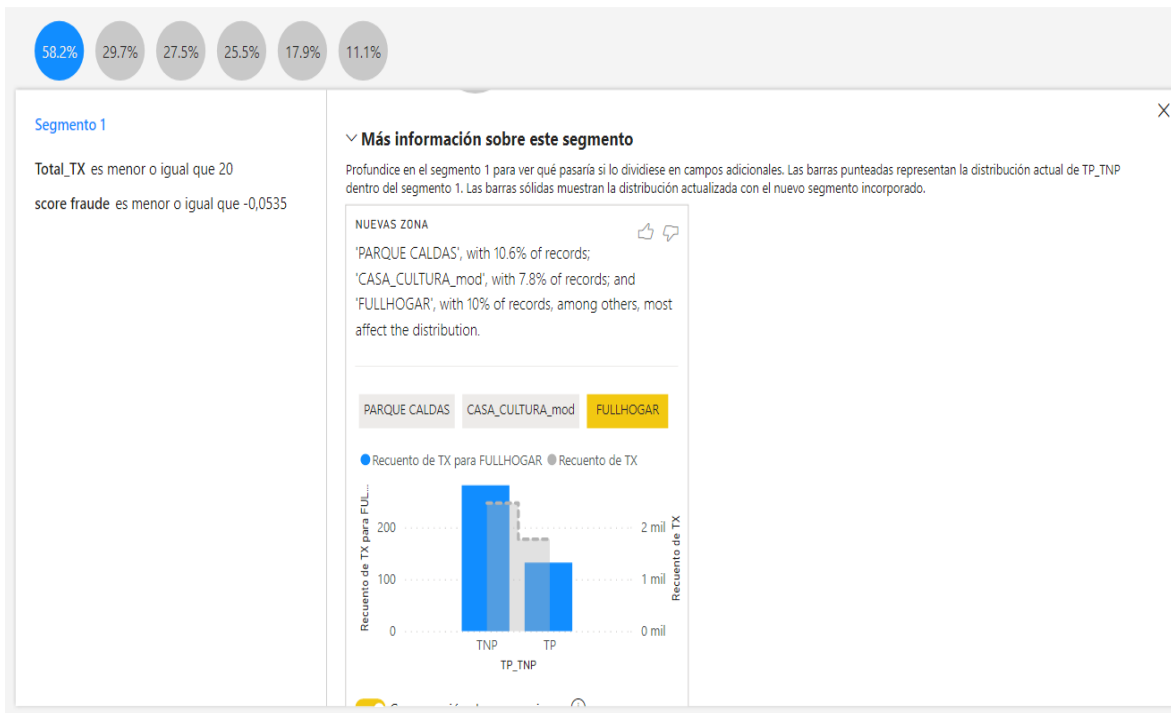 58.2% 29.7% 27.5% 25.5% 17.9% 11.1%
X
Segmento 1
Total_TX es menor o igual que 20
score fraude es menor o igual que -0,0535
Más información sobre este segmento
Profundice en el segmento 1 para ver qué pasaría si lo dividiese en campos adicionales. Las barras punteadas representan la distribución actual de TP_TNP
dentro del segmento 1. Las barras sólidas muestran la distribución actualizada con el nuevo segmento incorporado.
NUEVAS ZONA
'PARQUE CALDAS', with 10.6% of records;
'CASA_CULTURA_mod', with 7.8% of records; and
'FULLHOGAR', with 10% of records, among others, most
affect the distribution.
PARQUE CALDAS CASA_CULTURA_mod FULLHOGAR
Recuento de TX para FULLHOGAR Recuento de TX
Recuento de TX para FUL...
200
100
0
2 mil
1 mil
0 mil
Recuento de TX
TNP TP
TP_TNP